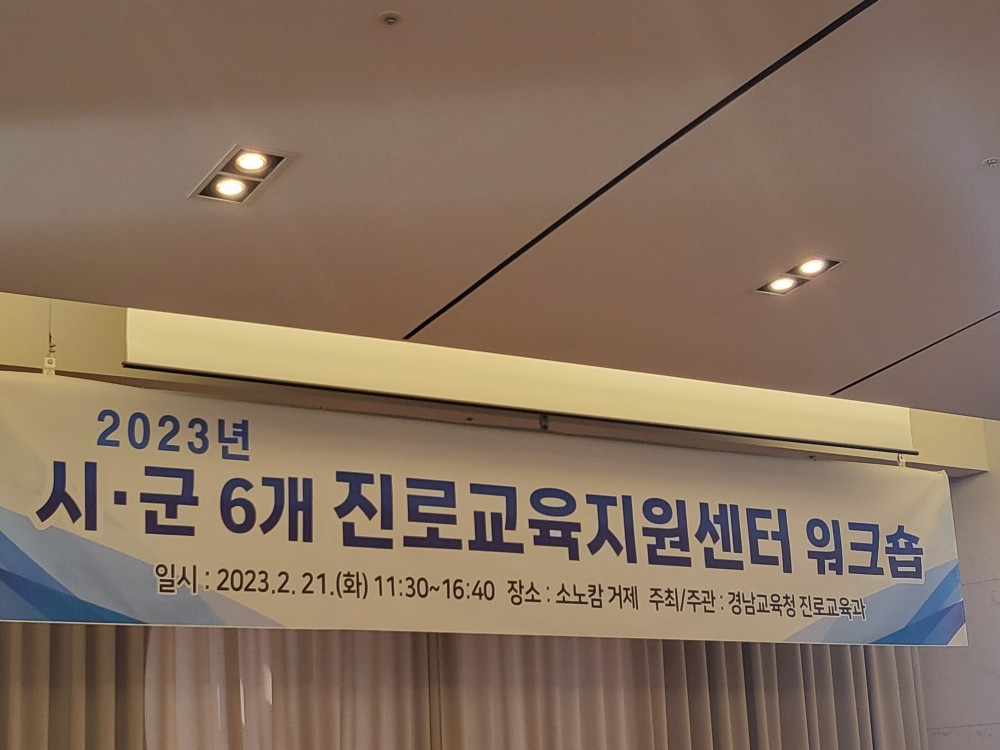 2023년
시·군 6개 진로교육지원센터 워크숍
일시 : 2023.2. 21.(화) 11:30~16:40 장소 : 소노캄 거제 주최/주관 : 경남교육청 진로교육과